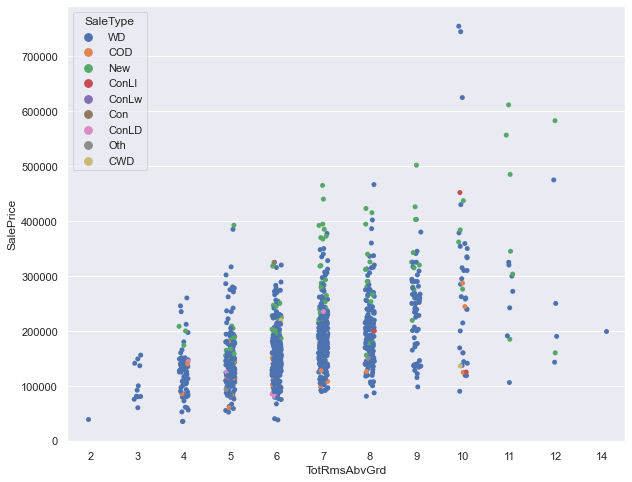 SaleType
WD
COD
New
ConLI
ConLw
Con
ConLD
Oth
CWD
700000
600000
500000
400000
300000
200000
100000
0
SalePrice
2 3 4 5 6 7 8 9 10 11 12 14
TotRmsAbvGrd